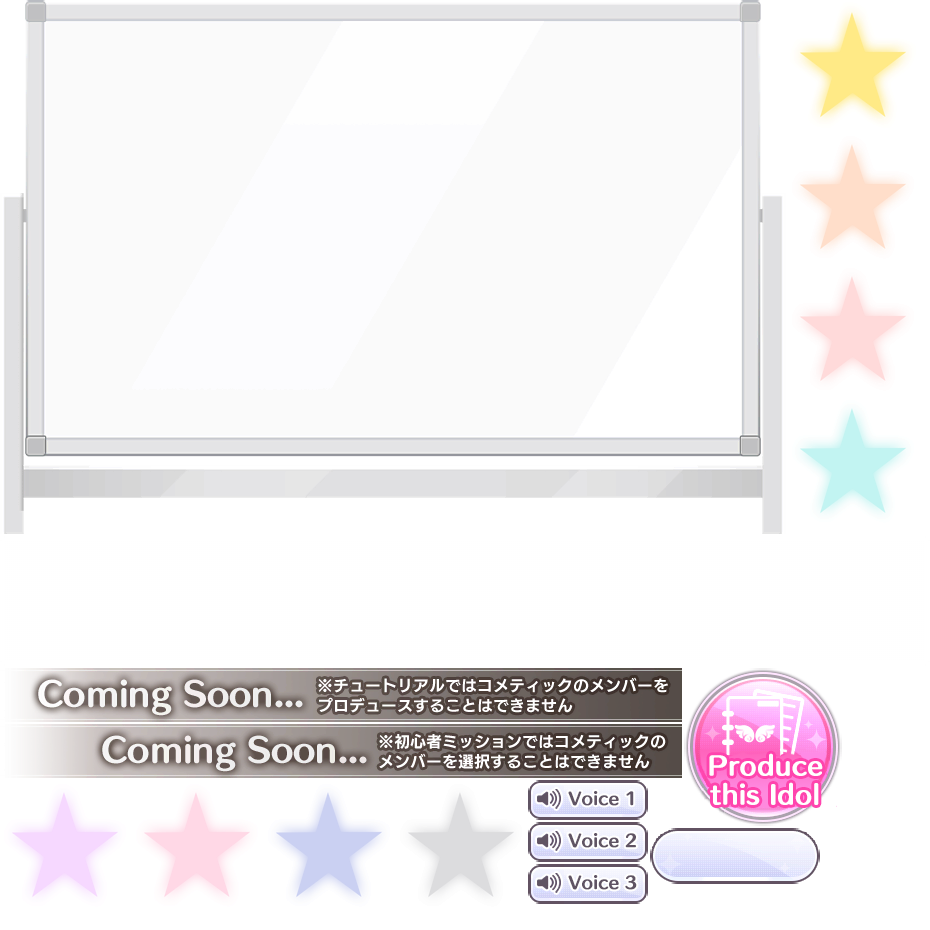 Coming Soon...
※チュートリアルではコメティックのメンバーを
プロデュースすることはできません
Coming Soon...
※初心者ミッションではコメティックの
メンバーを選択することはできません
Produce
this Idol
Voice 1
Voice 2
Voice 3